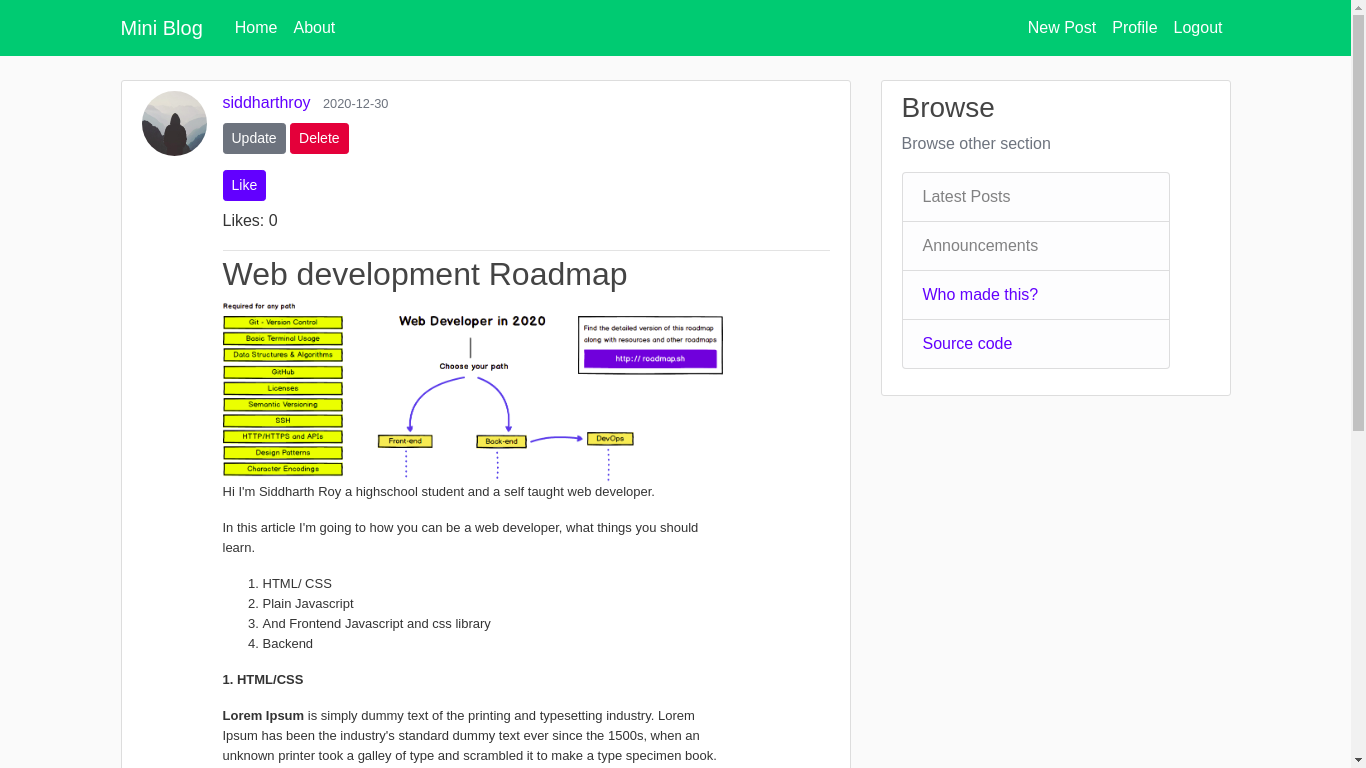 Mini Blog Home About New Post Profile Logout
siddharthroy 2020-12-30
Update Delete
Like
Likes: 0
Web development Roadmap
Required for any path
Git - Version Control
Basic Terminal Usage
Data Structures & Algorithms
GitHub
Licenses
Semantic Versioning
SSH
HTTP/HTTPS and APIs
Design Patterns
Character Encodings
Web Developer in 2020
Choose your path
Front-end
Back-end
DevOps
Find the detailed version of this roadmap
along with resources and other roadmaps
http:// roadmap.sh
Hi I'm Siddharth Roy a highschool student and a self taught web developer.
In this article I'm going to how you can be a web developer, what things you should
learn.
1. HTML/ CSS
2. Plain Javascript
3. And Frontend Javascript and css library
4. Backend
1. HTML/CSS
Lorem Ipsum is simply dummy text of the printing and typesetting industry. Lorem
Ipsum has been the industry's standard dummy text ever since the 1500s, when an
unknown printer took a galley of type and scrambled it to make a type specimen book.
Browse
Browse other section
Latest Posts
Announcements
Who made this?
Source code